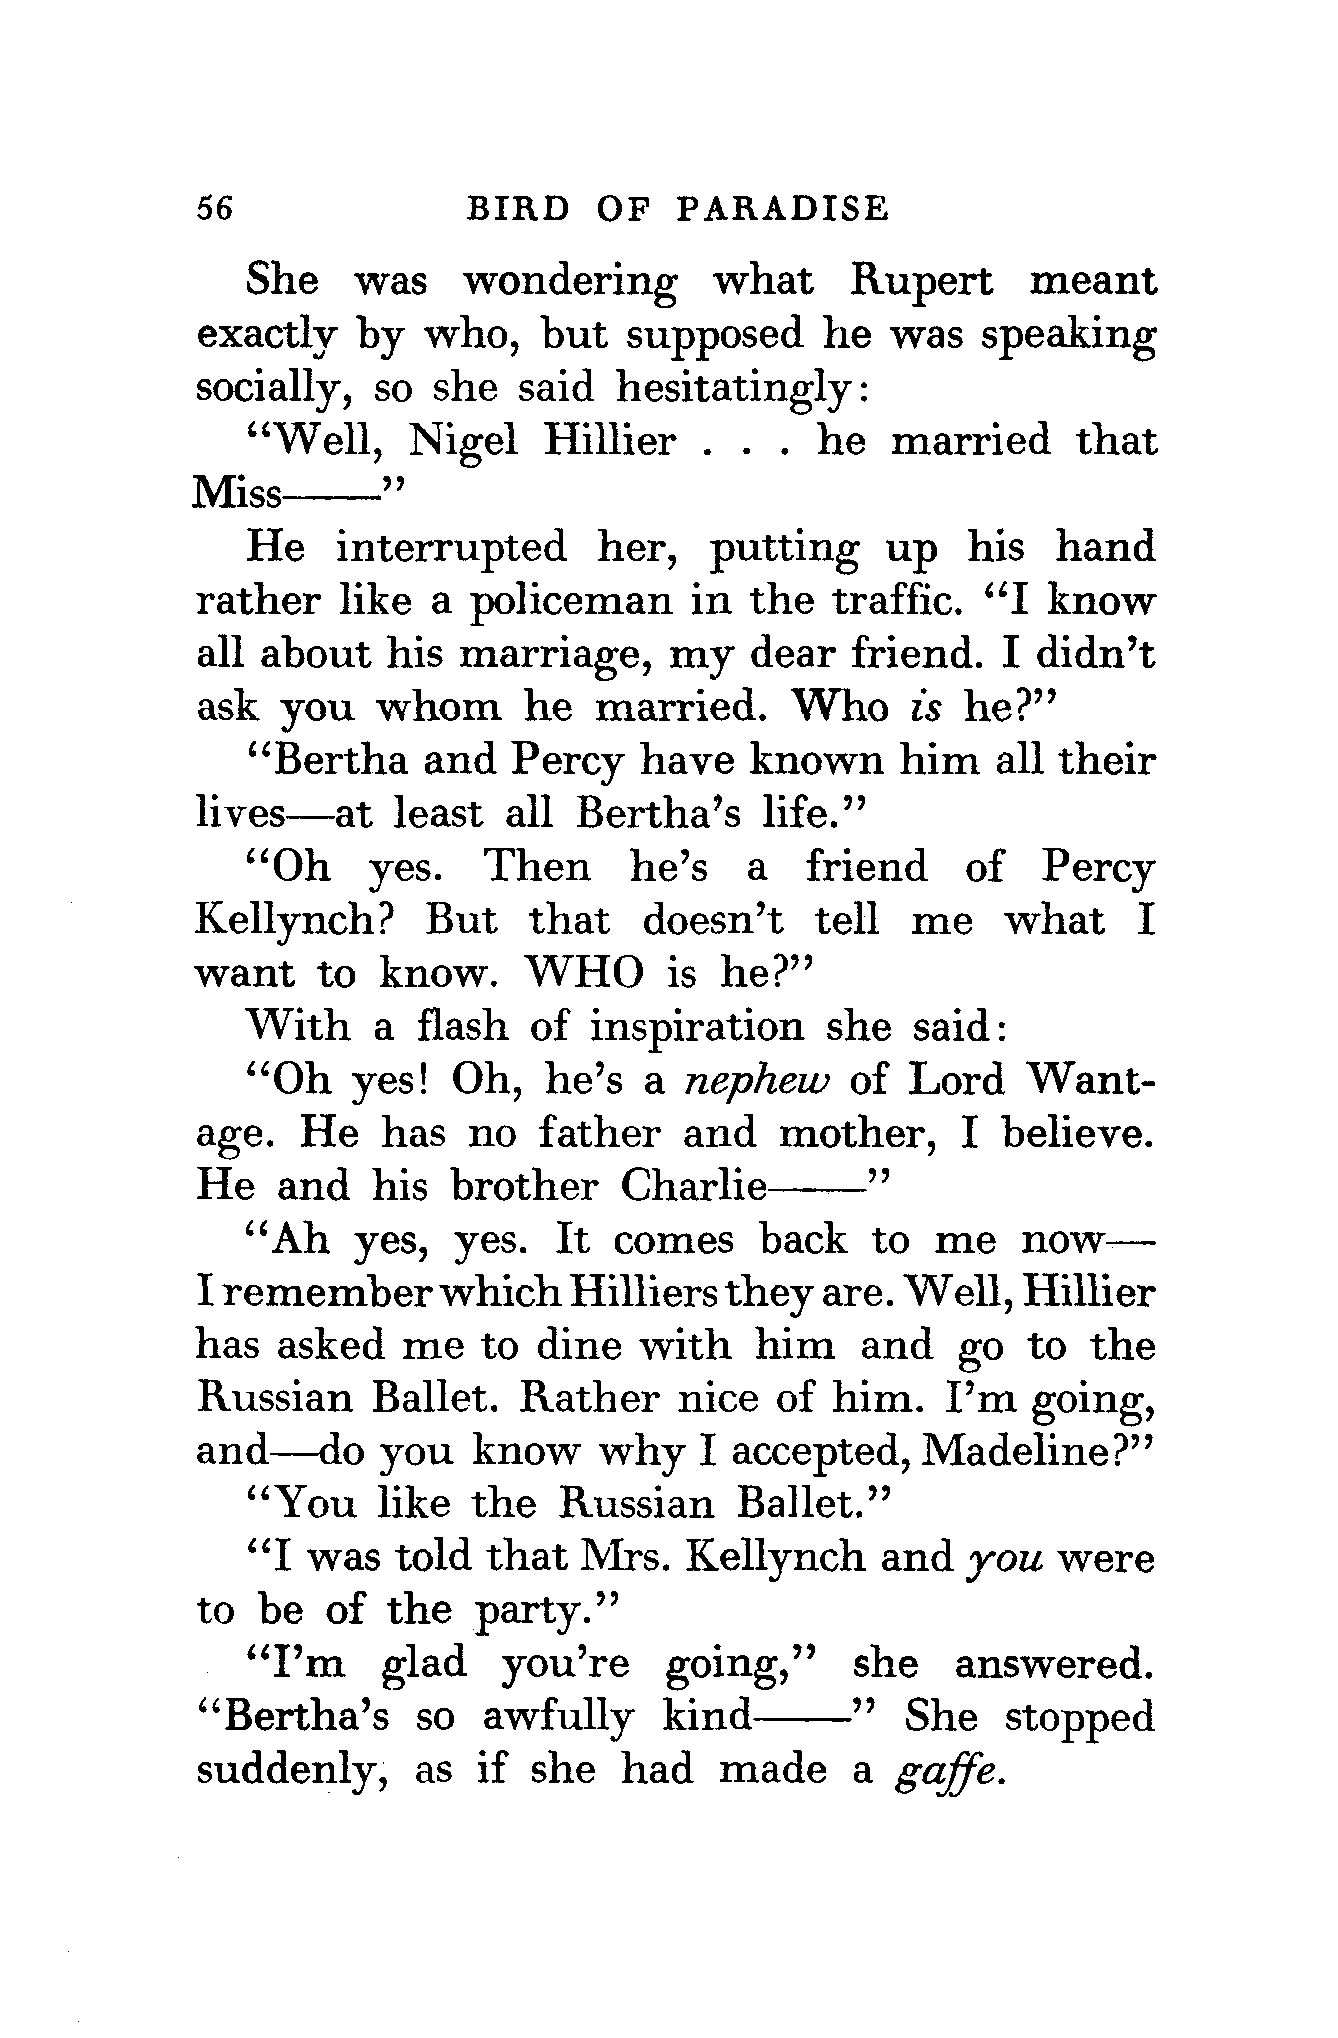 56 BIRD OF PARADISE
She was wondering what Rupert meant
exactly by who, but supposed he was speaking
socially, so she said hesitatingly:
“Well, Nigel Hillier . . . he married that
Miss——”
He interrupted her, putting up his hand
rather like a policeman in the traffic. “I know
all about his marriage, my dear friend. I didn’t
ask you whom he married. Who is he?”
“Bertha and Percy have known him all their
lives—at least all Bertha’s life.”
“Oh yes. Then he’s a friend of Percy
Kellynch? But that doesn’t tell me what I
want to know. WHO is he?”
With a flash of inspiration she said:
“Oh yes! Oh, he’s a nephew of Lord Want-
age. He has no father and mother, I believe.
He and his brother Charlie——”
“Ah yes, yes. It comes back to me now—
I remember which Hilliers they are. Well, Hillier
has asked me to dine with him and go to the
Russian Ballet. Rather nice of him. I’m going,
and—do you know why I accepted, Madeline?”
“You like the Russian Ballet.”
“I was told that Mrs. Kellynch and you were
to be of the party.”
“I’m glad you’re going,” she answered.
“Bertha’s so awfully kind——” She stopped
suddenly, as if she had made a gaffe.